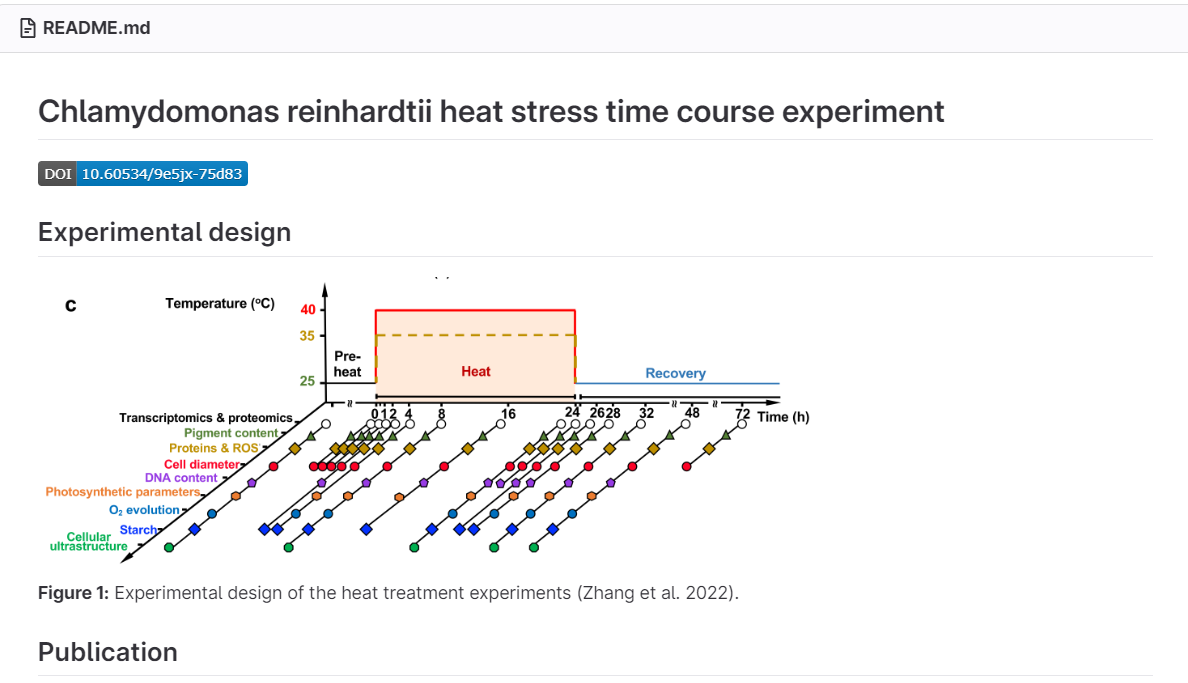 README.md
Chlamydomonas reinhardtii heat stress time course experiment
DOI 10.60534/9e5jx-75d83
Experimental design
c
Temperature (ºC)
40
35
25
Pre-
heat
Heat
Recovery
0 1 2 4 8 16 24 26 28 32 48 72 Time (h)
Transcriptomics & proteomics
Pigment content
Proteins & ROS
Cell diameter
DNA content
Photosynthetic parameters
O₂ evolution
Starch
Cellular
ultrastructure
Figure 1: Experimental design of the heat treatment experiments (Zhang et al. 2022).
Publication